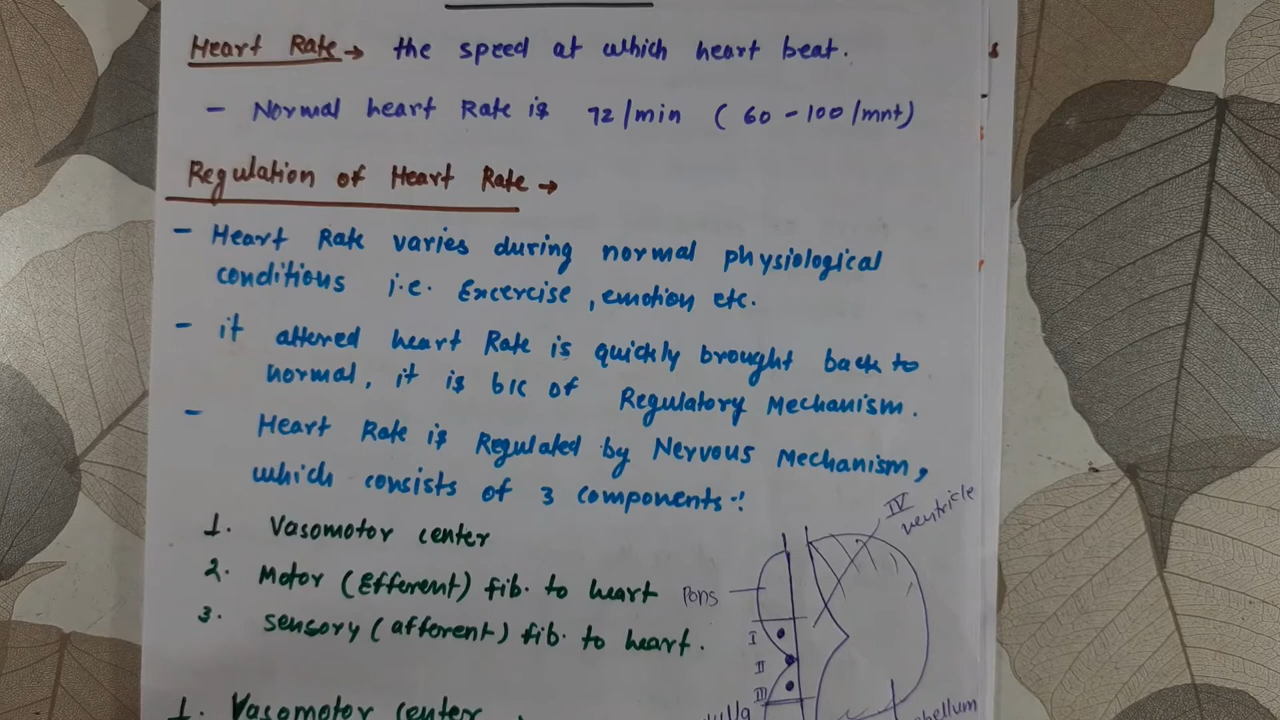 Heart Rate → the speed at which heart beat.
- Normal heart Rate is 72/min (60-100/mnt)
Regulation of Heart Rate →
- Heart Rate varies during normal physiological
conditions i.e. Excercise, emotion etc.
- if altered heart Rate is quickly brought back to
normal, it is b/c of Regulatory Mechanism.
- Heart Rate is Regulated by Nervous Mechanism,
which consists of 3 components:-
1. Vasomotor center
2. Motor (Efferent) fib. to heart
3. sensory (afferent) fib. to heart.
IV
ventricle
Pons
I
II
III
1. Vasomotor center